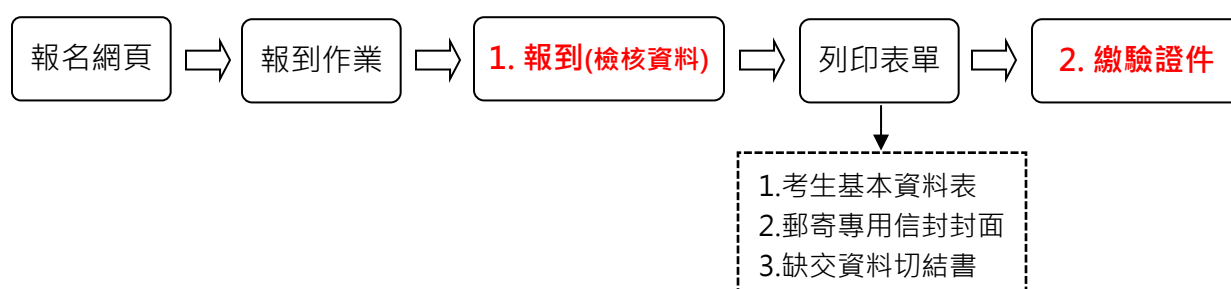 報名網頁
報到作業
1. 報到(檢核資料)
列印表單
2. 繳驗證件
1.考生基本資料表
2.郵寄專用信封封面
3.缺交資料切結書